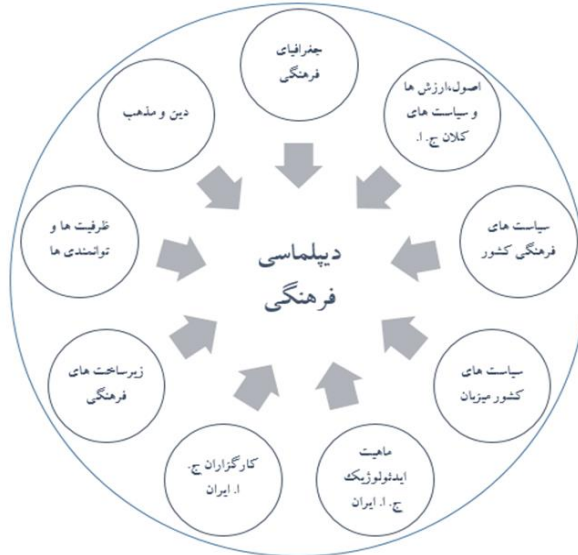 جغرافیای
فرهنگی
اصول،ارزش ها
و سیاست های
کلان ج. ا.
سیاست های
فرهنگی کشور
سیاست های
کشور میزبان
ماهیت
ایدئولوژیک
ج. ا. ایران
کارگزاران ج.
ا. ایران
زیرساخت های
فرهنگی
ظرفیت ها و
توانمندی ها
دین و مذهب
دیپلماسی
فرهنگی